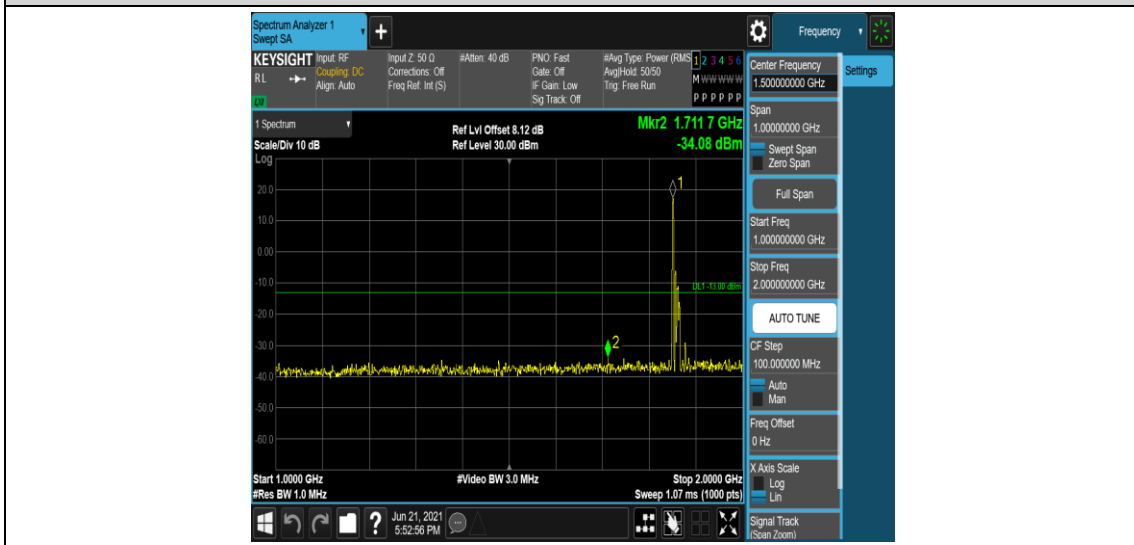 Spectrum Analyzer 1
Swept SA
+
Frequency
KEYSIGHT
RL
LXI
Input: RF
Coupling: DC
Align: Auto
Input Z: 50 Ω
Corrections: Off
Freq Ref: Int (S)
#Atten: 40 dB
PNO: Fast
Gate: Off
IF Gain: Low
Sig Track: Off
#Avg Type: Power (RMS
Avg|Hold: 50/50
Trig: Free Run
1 2 3 4 5 6
M W W W W W
P P P P P P
Settings
Center Frequency
1.500000000 GHz
Span
1.00000000 GHz
Swept Span
Zero Span
Full Span
Start Freq
1.000000000 GHz
Stop Freq
2.000000000 GHz
AUTO TUNE
CF Step
100.000000 MHz
Auto
Man
Freq Offset
0 Hz
X Axis Scale
Log
Lin
Signal Track
(Span Zoom)
1 Spectrum
Scale/Div 10 dB
Ref Lvl Offset 8.12 dB
Ref Level 30.00 dBm
Mkr2 1.711 7 GHz
-34.08 dBm
Log
20.0
10.0
0.00
-10.0
-20.0
-30.0
-40.0
-50.0
-60.0
1
DL1 -13.00 dBm
2
Start 1.0000 GHz
#Res BW 1.0 MHz
#Video BW 3.0 MHz
Stop 2.0000 GHz
Sweep 1.07 ms (1000 pts)
?
Jun 21, 2021
5:52:56 PM